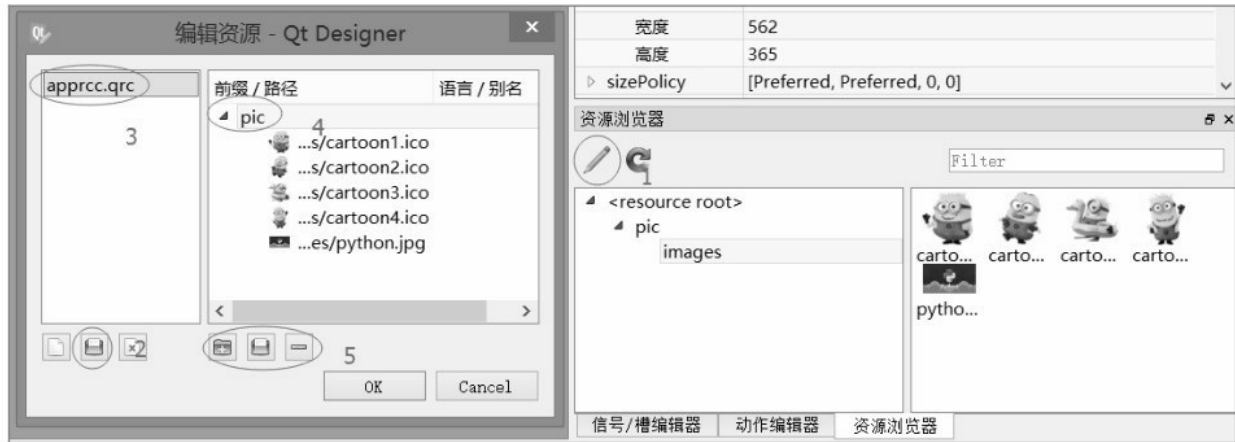 编辑资源 - Qt Designer
apprcc.qrc
3
前缀 / 路径 语言 / 别名
pic
4
...s/cartoon1.ico
...s/cartoon2.ico
...s/cartoon3.ico
...s/cartoon4.ico
...es/python.jpg
2
5
OK Cancel
宽度 562
高度 365
sizePolicy [Preferred, Preferred, 0, 0]
资源浏览器
1
Filter
<resource root>
pic
images
carto... carto... carto... carto...
pytho...
信号/槽编辑器 动作编辑器 资源浏览器